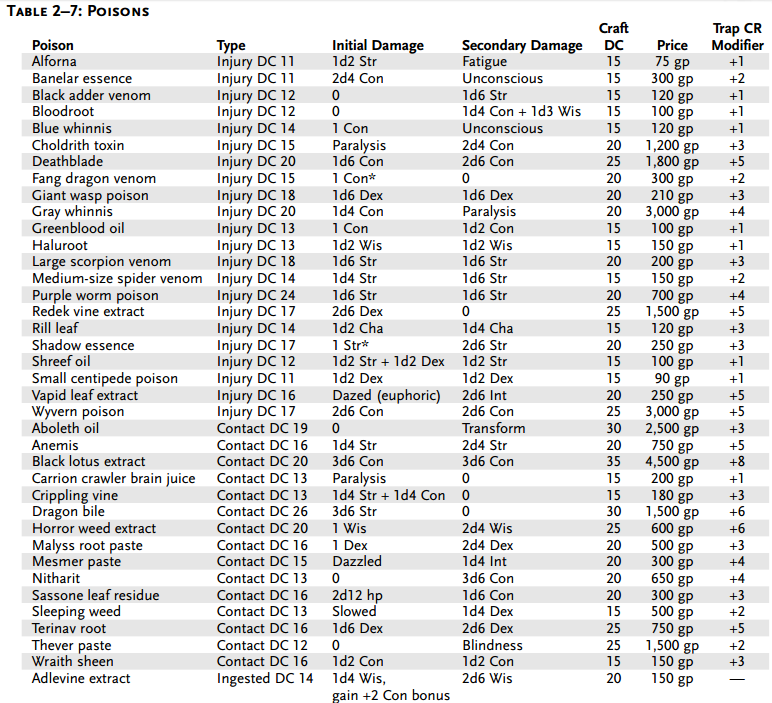 TABLE 2–7: POISONS
Craft Trap CR
Poison Type Initial Damage Secondary Damage DC Price Modifier
Alforna Injury DC 11 1d2 Str Fatigue 15 75 gp +1
Banelar essence Injury DC 11 2d4 Con Unconscious 15 300 gp +2
Black adder venom Injury DC 12 0 1d6 Str 15 120 gp +1
Bloodroot Injury DC 12 0 1d4 Con + 1d3 Wis 15 100 gp +1
Blue whinnis Injury DC 14 1 Con Unconscious 15 120 gp +1
Choldrith toxin Injury DC 15 Paralysis 2d4 Con 20 1,200 gp +3
Deathblade Injury DC 20 1d6 Con 2d6 Con 25 1,800 gp +5
Fang dragon venom Injury DC 15 1 Con* 0 20 300 gp +2
Giant wasp poison Injury DC 18 1d6 Dex 1d6 Dex 20 210 gp +3
Gray whinnis Injury DC 20 1d4 Con Paralysis 20 3,000 gp +4
Greenblood oil Injury DC 13 1 Con 1d2 Con 15 100 gp +1
Haluroot Injury DC 13 1d2 Wis 1d2 Wis 15 150 gp +1
Large scorpion venom Injury DC 18 1d6 Str 1d6 Str 20 200 gp +3
Medium-size spider venom Injury DC 14 1d4 Str 1d6 Str 15 150 gp +2
Purple worm poison Injury DC 24 1d6 Str 1d6 Str 20 700 gp +4
Redek vine extract Injury DC 17 2d6 Dex 0 25 1,500 gp +5
Rill leaf Injury DC 14 1d2 Cha 1d4 Cha 15 120 gp +3
Shadow essence Injury DC 17 1 Str* 2d6 Str 20 250 gp +3
Shreef oil Injury DC 12 1d2 Str + 1d2 Dex 1d2 Str 15 100 gp +1
Small centipede poison Injury DC 11 1d2 Dex 1d2 Dex 15 90 gp +1
Vapid leaf extract Injury DC 16 Dazed (euphoric) 2d6 Int 20 250 gp +5
Wyvern poison Injury DC 17 2d6 Con 2d6 Con 25 3,000 gp +5
Aboleth oil Contact DC 19 0 Transform 30 2,500 gp +3
Anemis Contact DC 16 1d4 Str 2d4 Str 20 750 gp +5
Black lotus extract Contact DC 20 3d6 Con 3d6 Con 35 4,500 gp +8
Carrion crawler brain juice Contact DC 13 Paralysis 0 15 200 gp +1
Crippling vine Contact DC 13 1d4 Str + 1d4 Con 0 15 180 gp +3
Dragon bile Contact DC 26 3d6 Str 0 30 1,500 gp +6
Horror weed extract Contact DC 20 1 Wis 2d4 Wis 25 600 gp +6
Malyss root paste Contact DC 16 1 Dex 2d4 Dex 20 500 gp +3
Mesmer paste Contact DC 15 Dazzled 1d4 Int 20 300 gp +4
Nitharit Contact DC 13 0 3d6 Con 20 650 gp +4
Sassone leaf residue Contact DC 16 2d12 hp 1d6 Con 20 300 gp +3
Sleeping weed Contact DC 13 Slowed 1d4 Dex 15 500 gp +2
Terinav root Contact DC 16 1d6 Dex 2d6 Dex 25 750 gp +5
Thever paste Contact DC 12 0 Blindness 25 1,500 gp +2
Wraith sheen Contact DC 16 1d2 Con 1d2 Con 15 150 gp +3
Adlevine extract Ingested DC 14 1d4 Wis, 2d6 Wis 20 150 gp —
gain +2 Con bonus